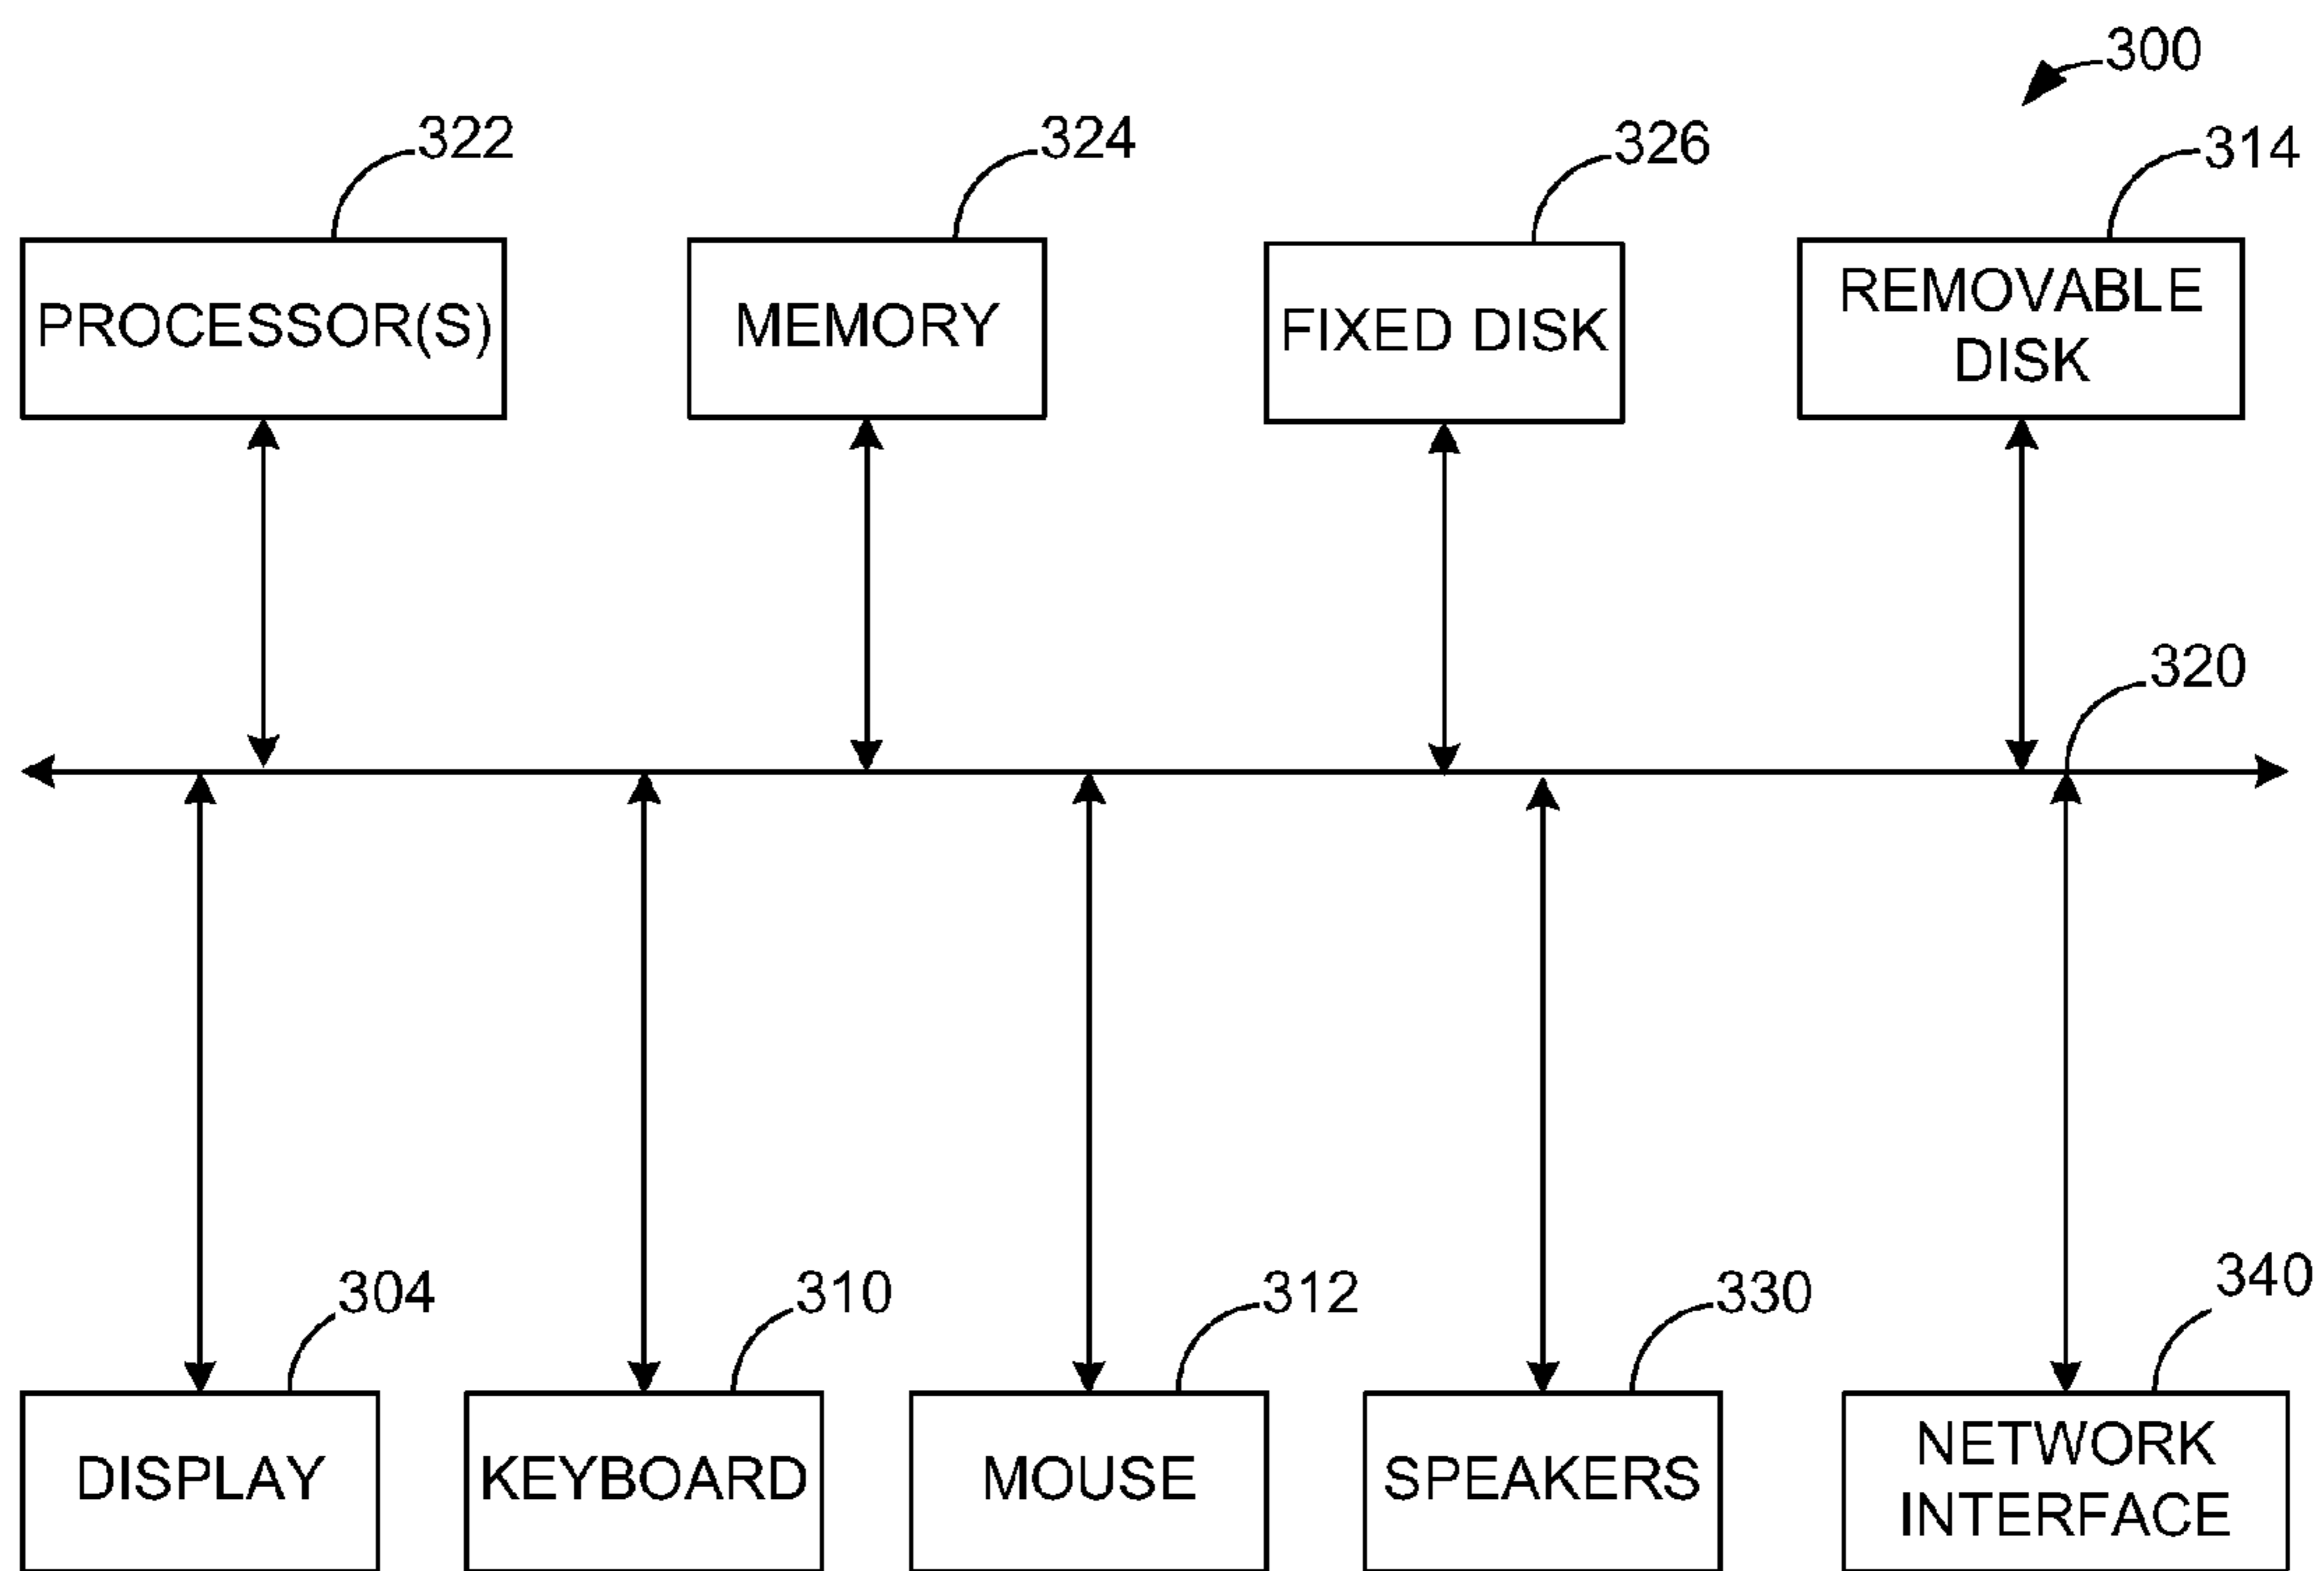 300
322
324
326
314
PROCESSOR(S)
MEMORY
FIXED DISK
REMOVABLE
DISK
320
304
310
312
330
340
DISPLAY
KEYBOARD
MOUSE
SPEAKERS
NETWORK
INTERFACE